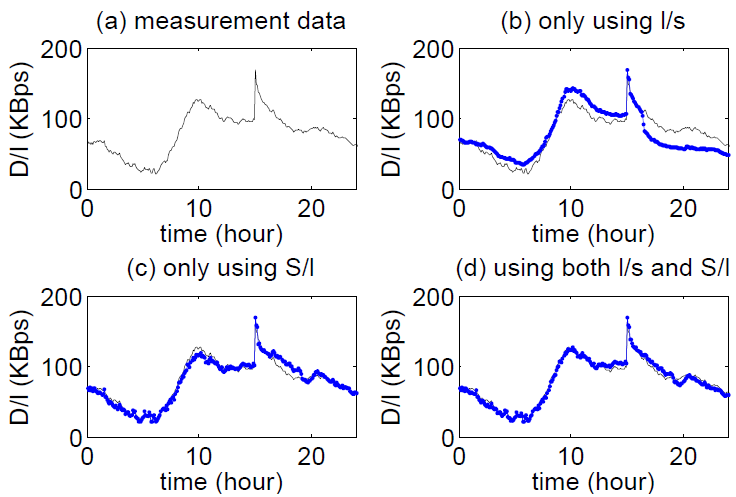 (a) measurement data
200
100
0
D/I (KBps)
0 10 20
time (hour)
(b) only using I/s
200
100
0
D/I (KBps)
0 10 20
time (hour)
(c) only using S/I
200
100
0
D/I (KBps)
0 10 20
time (hour)
(d) using both I/s and S/I
200
100
0
D/I (KBps)
0 10 20
time (hour)